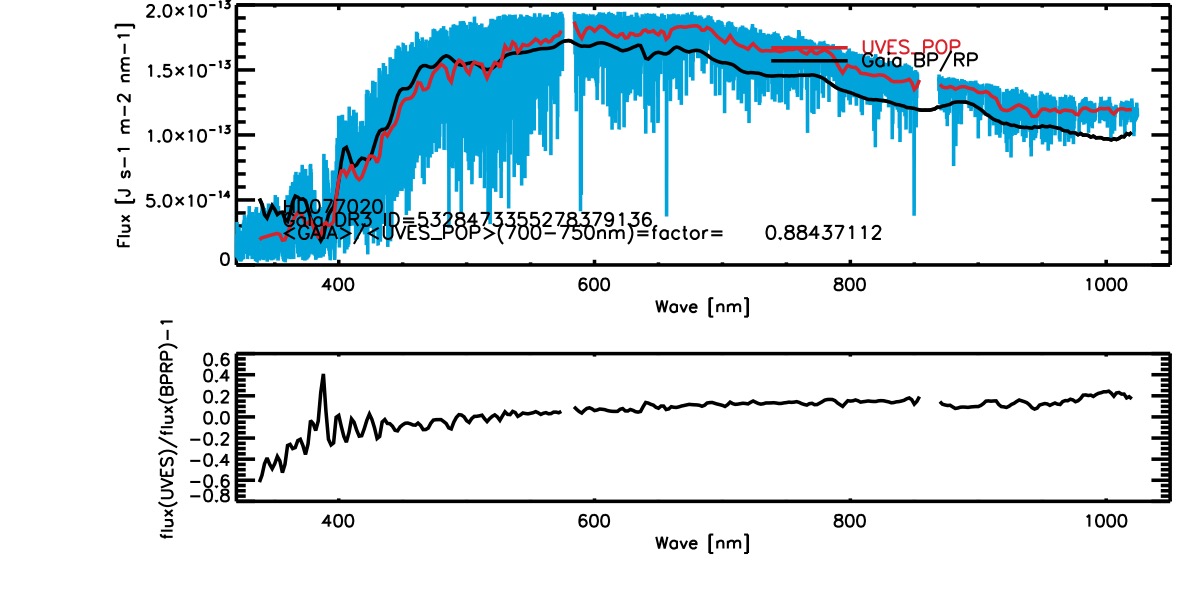 2.0×10−13
1.5×10−13
1.0×10−13
5.0×10−14
0
Flux [J s−1 m−2 nm−1]
UVES_POP
Gaia BP/RP
HD077020
Gaia DR3 ID=5328473355278379136
<GAIA>/<UVES_POP>(700−750nm)=factor= 0.88437112
400 600 800 1000
Wave [nm]
flux(UVES)/flux(BPRP)−1
0.6
0.4
0.2
0.0
−0.2
−0.4
−0.6
−0.8
400 600 800 1000
Wave [nm]